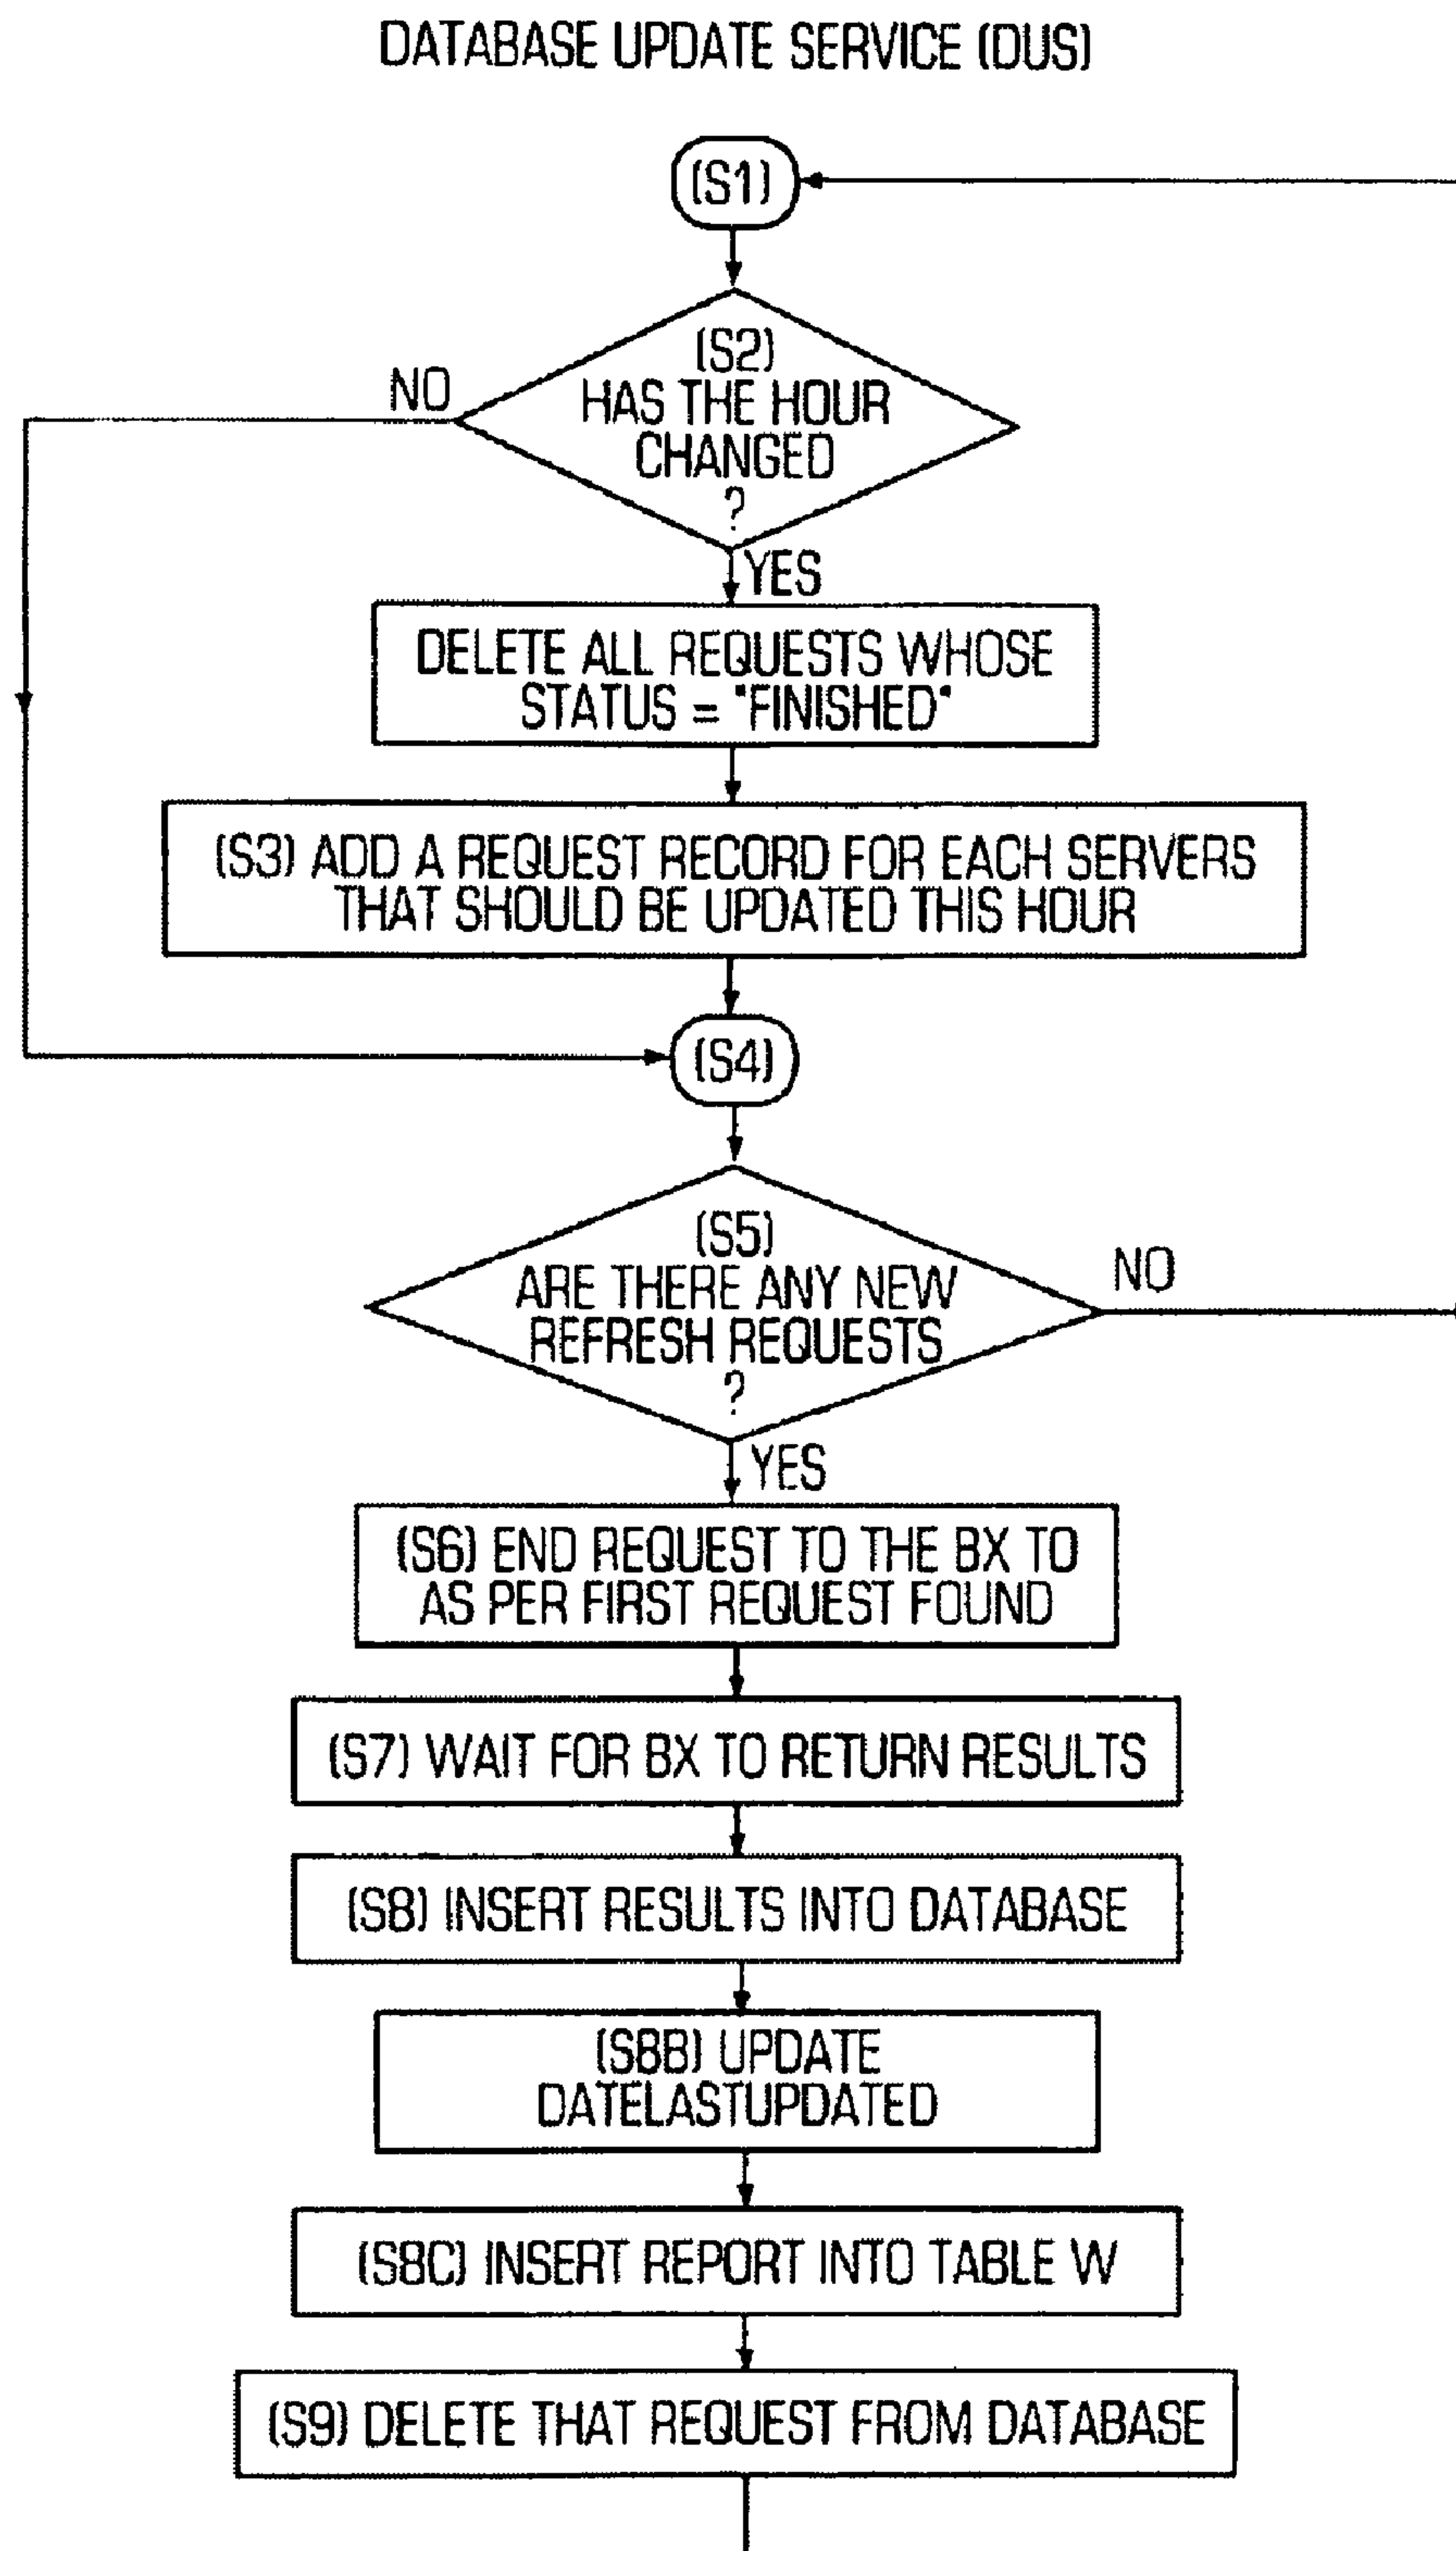 DATABASE UPDATE SERVICE (DUS)
(S1)
(S2)
HAS THE HOUR
CHANGED
?
NO
YES
DELETE ALL REQUESTS WHOSE
STATUS = "FINISHED"
(S3) ADD A REQUEST RECORD FOR EACH SERVERS
THAT SHOULD BE UPDATED THIS HOUR
(S4)
(S5)
ARE THERE ANY NEW
REFRESH REQUESTS
?
NO
YES
(S6) END REQUEST TO THE BX TO
AS PER FIRST REQUEST FOUND
(S7) WAIT FOR BX TO RETURN RESULTS
(S8) INSERT RESULTS INTO DATABASE
(S8B) UPDATE
DATELASTUPDATED
(S8C) INSERT REPORT INTO TABLE W
(S9) DELETE THAT REQUEST FROM DATABASE